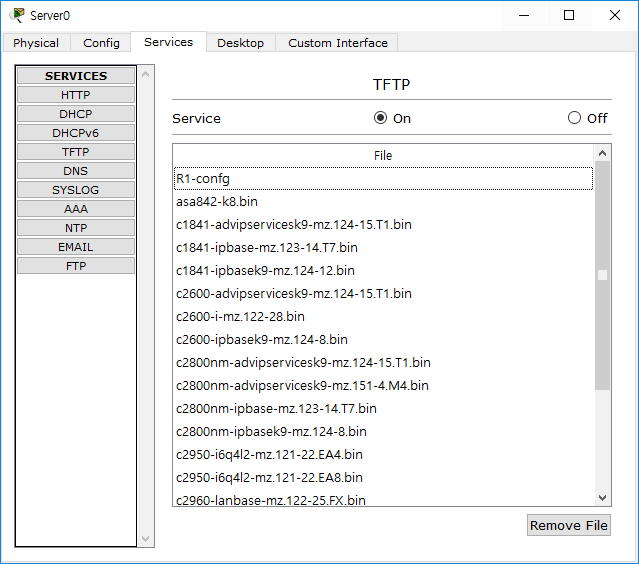 Server0
Physical Config Services Desktop Custom Interface
SERVICES
HTTP
DHCP
DHCPv6
TFTP
DNS
SYSLOG
AAA
NTP
EMAIL
FTP
TFTP
Service On Off
File
R1-confg
asa842-k8.bin
c1841-advipservicesk9-mz.124-15.T1.bin
c1841-ipbase-mz.123-14.T7.bin
c1841-ipbasek9-mz.124-12.bin
c2600-advipservicesk9-mz.124-15.T1.bin
c2600-i-mz.122-28.bin
c2600-ipbasek9-mz.124-8.bin
c2800nm-advipservicesk9-mz.124-15.T1.bin
c2800nm-advipservicesk9-mz.151-4.M4.bin
c2800nm-ipbase-mz.123-14.T7.bin
c2800nm-ipbasek9-mz.124-8.bin
c2950-i6q4l2-mz.121-22.EA4.bin
c2950-i6q4l2-mz.121-22.EA8.bin
c2960-lanbase-mz.122-25.FX.bin
Remove File